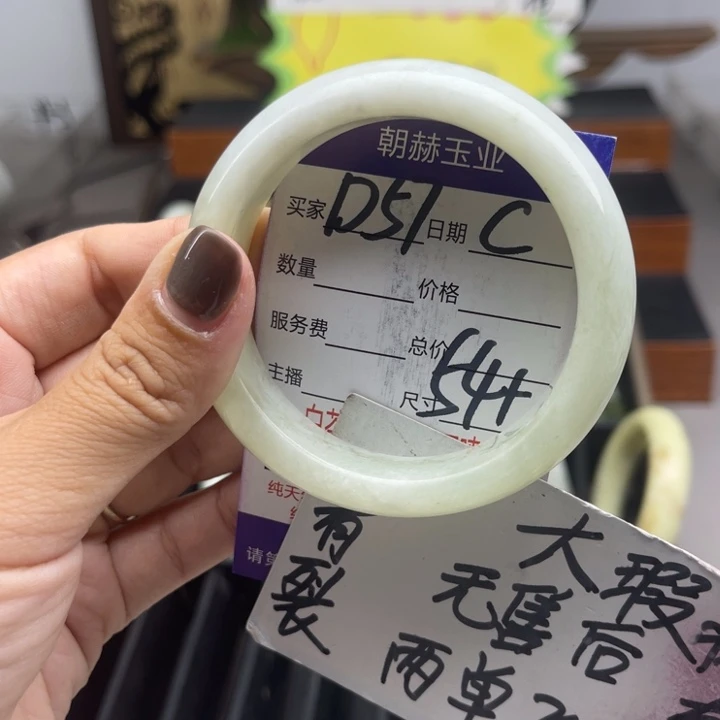 朝赫玉业
买家 D57 日期 C
数量 价格
服务费 总价
主播 尺寸 54+
纯天
请
有裂
大瑕
无售后
两单